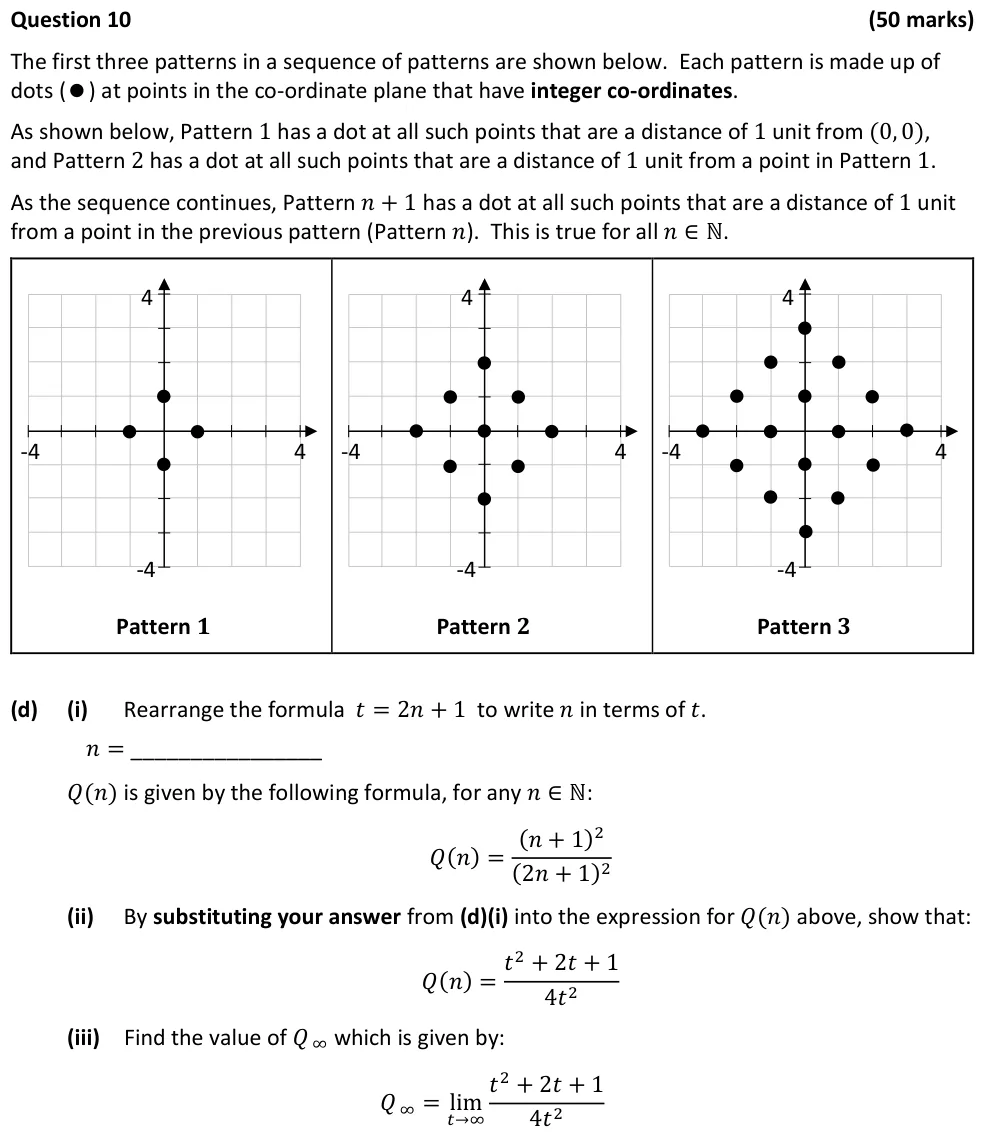 Question 10 (50 marks)
The first three patterns in a sequence of patterns are shown below. Each pattern is made up of
dots (●) at points in the co-ordinate plane that have integer co-ordinates.
As shown below, Pattern 1 has a dot at all such points that are a distance of 1 unit from (0, 0),
and Pattern 2 has a dot at all such points that are a distance of 1 unit from a point in Pattern 1.
As the sequence continues, Pattern n + 1 has a dot at all such points that are a distance of 1 unit
from a point in the previous pattern (Pattern n). This is true for all n ∈ ℕ.
4 4 4
-4 4 -4 4 -4 4
-4 -4 -4
Pattern 1 Pattern 2 Pattern 3
(d) (i) Rearrange the formula t = 2n + 1 to write n in terms of t.
n = ________________
Q(n) is given by the following formula, for any n ∈ ℕ:
Q(n) = (n + 1)² / (2n + 1)²
(ii) By substituting your answer from (d)(i) into the expression for Q(n) above, show that:
Q(n) = t² + 2t + 1 / 4t²
(iii) Find the value of Q ∞ which is given by:
Q ∞ = lim t→∞ t² + 2t + 1 / 4t²